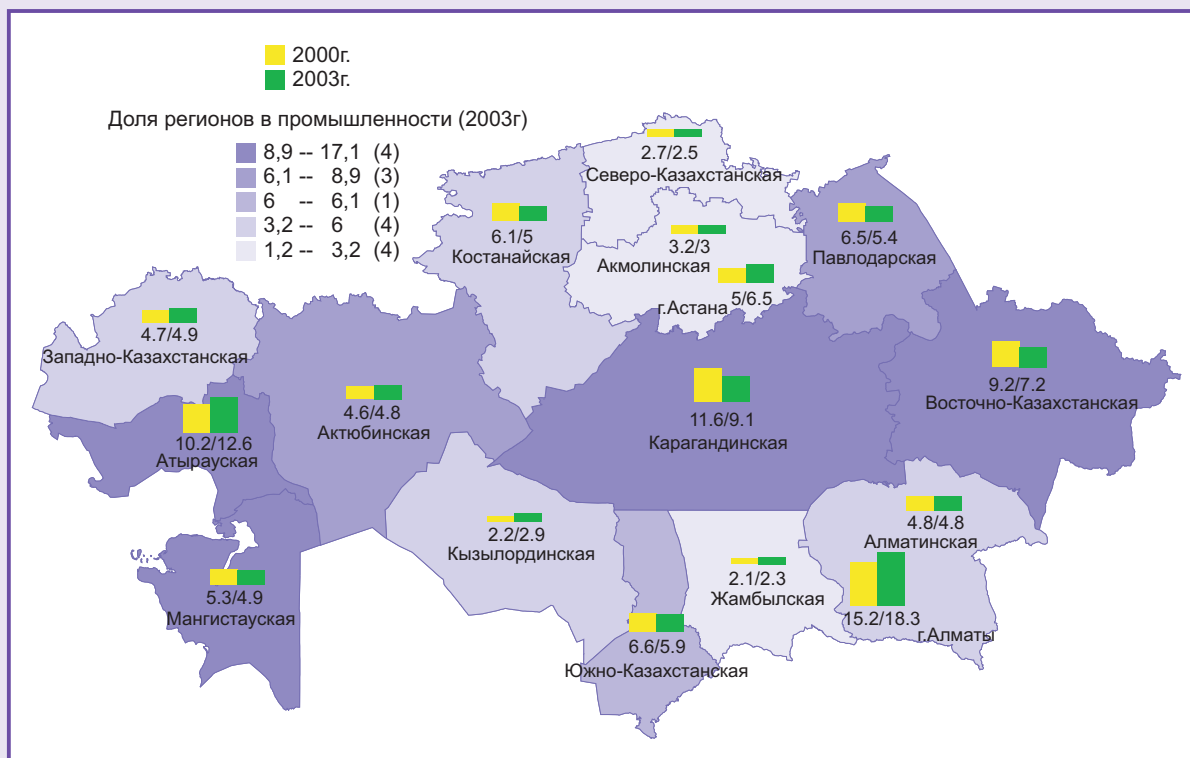 2000г.
2003г.
Доля регионов в промышленности (2003г)
8,9 -- 17,1 (4)
6,1 -- 8,9 (3)
6 -- 6,1 (1)
3,2 -- 6 (4)
1,2 -- 3,2 (4)
2.7/2.5
Северо-Казахстанская
6.1/5
Костанайская
3.2/3
Акмолинская
5/6.5
г.Астана
6.5/5.4
Павлодарская
4.7/4.9
Западно-Казахстанская
4.6/4.8
Актюбинская
10.2/12.6
Атырауская
11.6/9.1
Карагандинская
9.2/7.2
Восточно-Казахстанская
2.2/2.9
Кызылординская
4.8/4.8
Алматинская
5.3/4.9
Мангистауская
2.1/2.3
Жамбылская
15.2/18.3
г.Алматы
6.6/5.9
Южно-Казахстанская